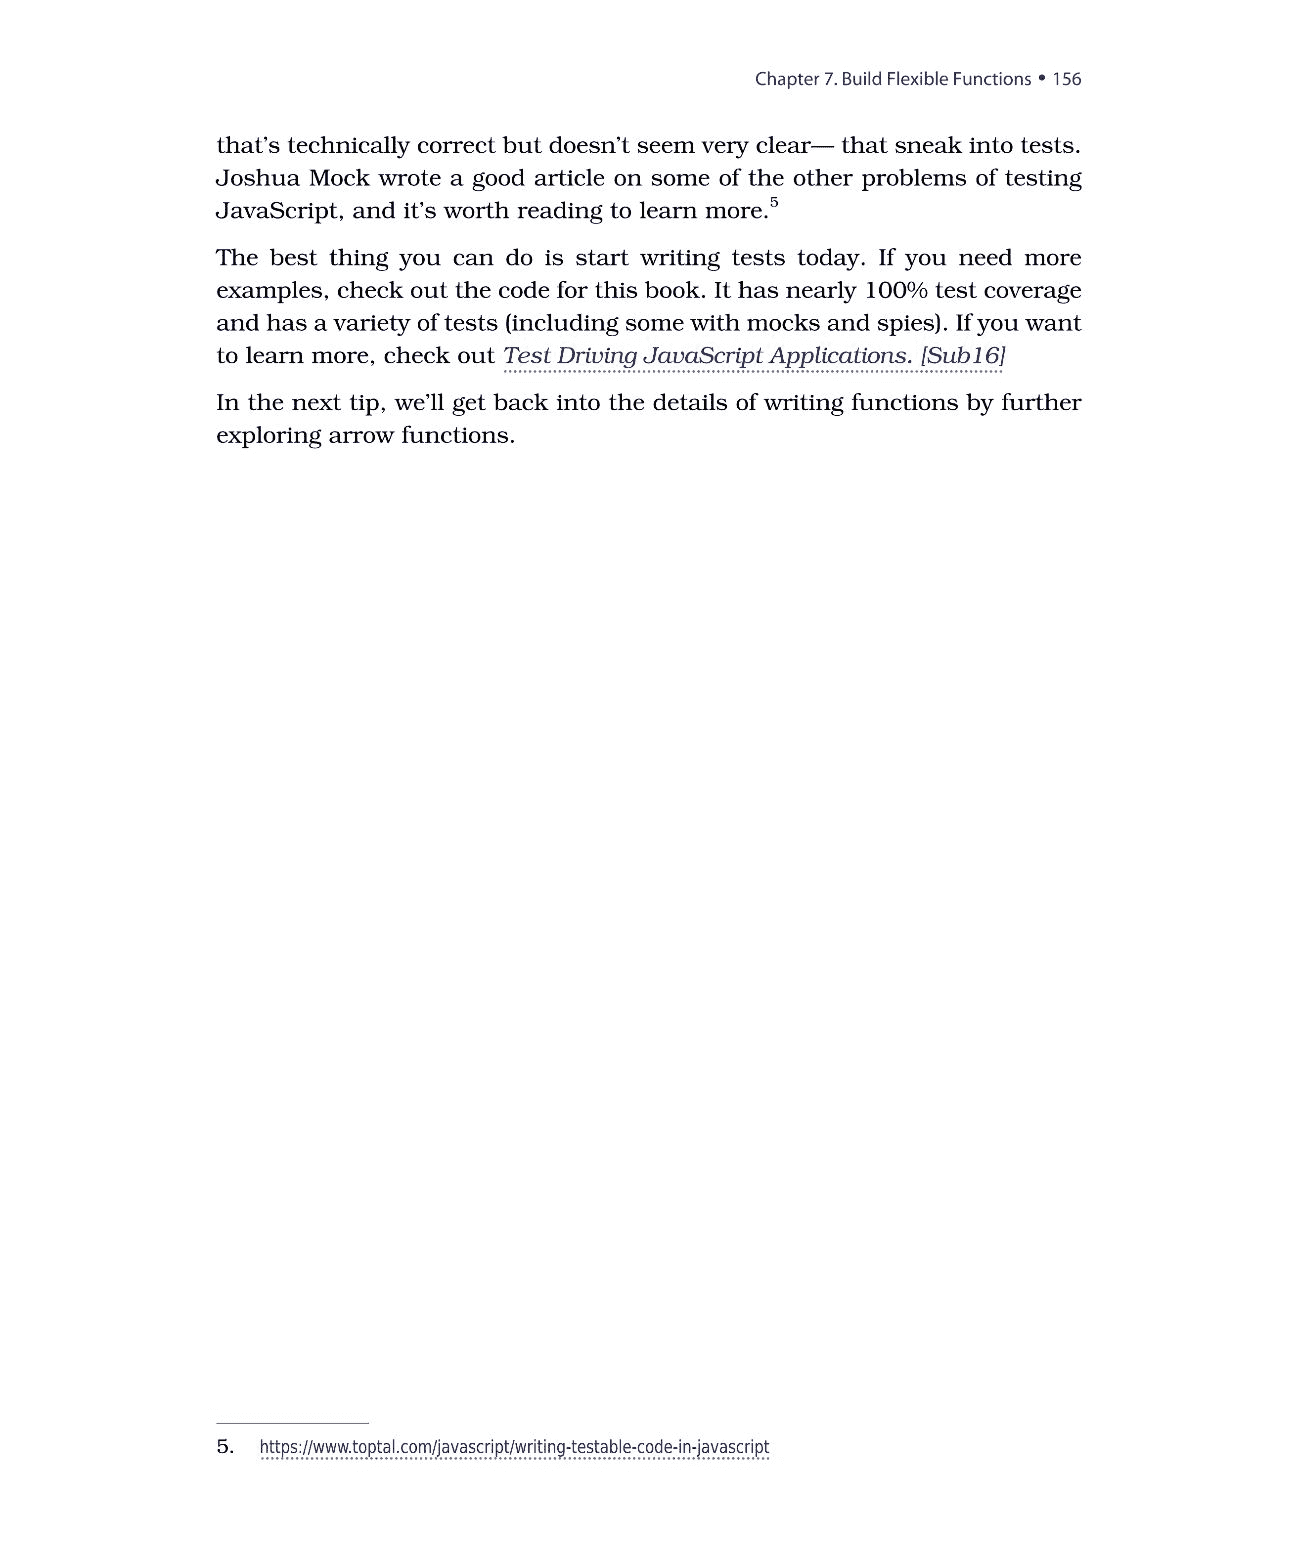 Chapter 7. Build Flexible Functions • 156
that’s technically correct but doesn’t seem very clear— that sneak into tests.
Joshua Mock wrote a good article on some of the other problems of testing
JavaScript, and it’s worth reading to learn more.5
The best thing you can do is start writing tests today. If you need more
examples, check out the code for this book. It has nearly 100% test coverage
and has a variety of tests (including some with mocks and spies). If you want
to learn more, check out Test Driving JavaScript Applications. [Sub16]
In the next tip, we’ll get back into the details of writing functions by further
exploring arrow functions.
5. https://www.toptal.com/javascript/writing-testable-code-in-javascript